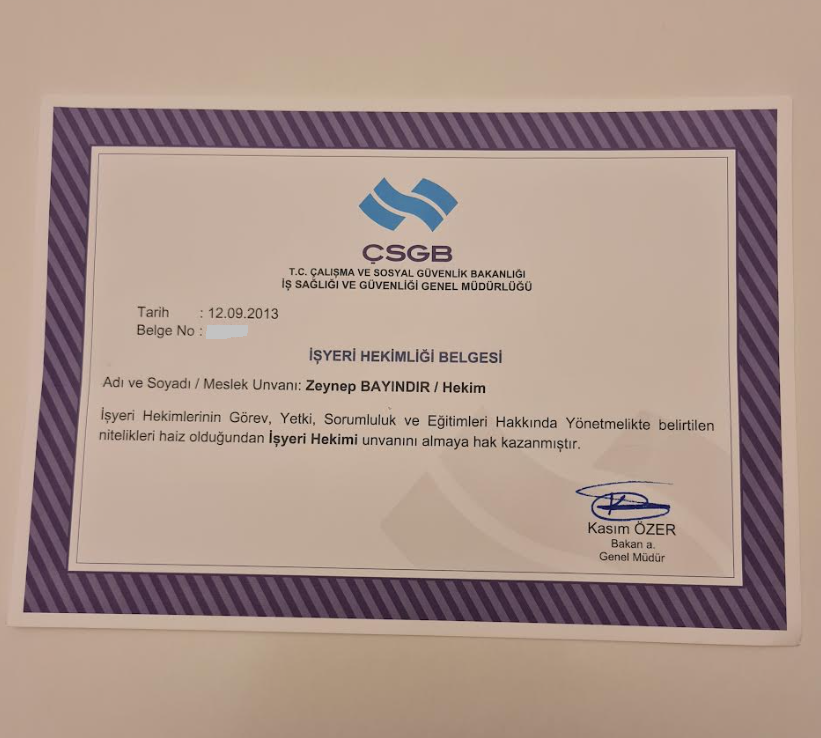 ÇSGB
T.C. ÇALIŞMA VE SOSYAL GÜVENLİK BAKANLIĞI
İŞ SAĞLIĞI VE GÜVENLİĞİ GENEL MÜDÜRLÜĞÜ
Tarih : 12.09.2013
Belge No :
İŞYERİ HEKİMLİĞİ BELGESİ
Adı ve Soyadı / Meslek Unvanı: Zeynep BAYINDIR / Hekim
İşyeri Hekimlerinin Görev, Yetki, Sorumluluk ve Eğitimleri Hakkında Yönetmelikte belirtilen
nitelikleri haiz olduğundan İşyeri Hekimi unvanını almaya hak kazanmıştır.
Kasım ÖZER
Bakan a.
Genel Müdür